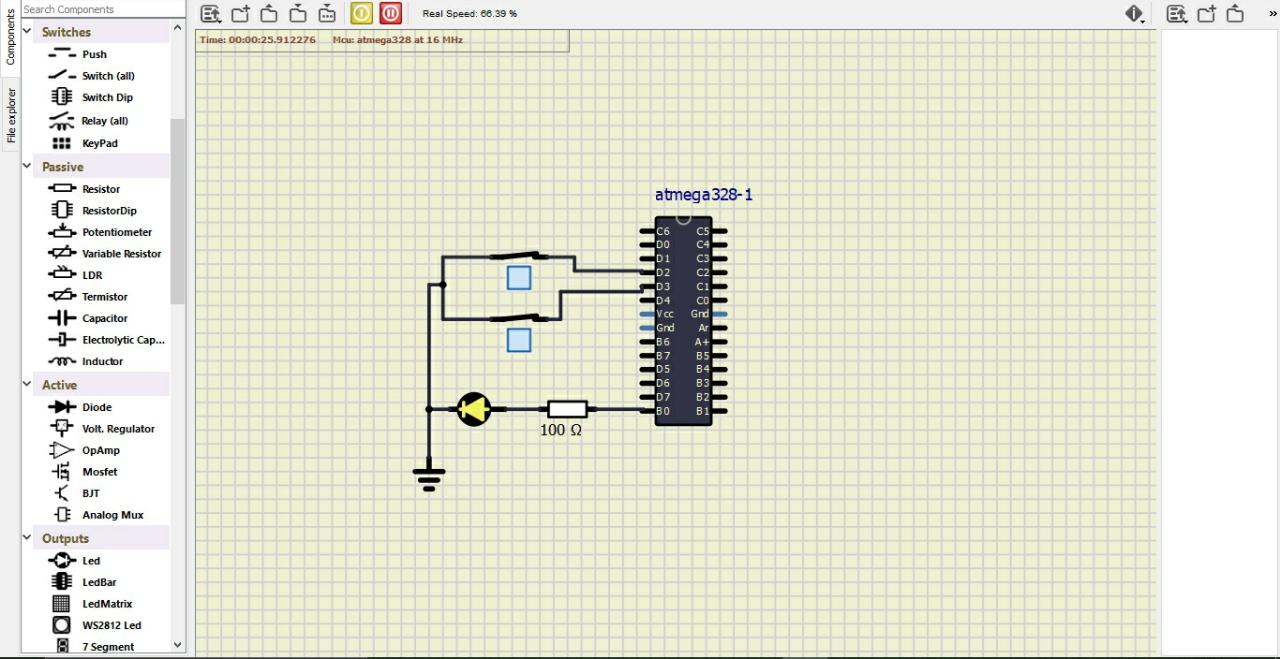 Search Components
Components
File explorer
Switches
Push
Switch (all)
Switch Dip
Relay (all)
KeyPad
Passive
Resistor
ResistorDip
Potentiometer
Variable Resistor
LDR
Termistor
Capacitor
Electrolytic Cap...
Inductor
Active
Diode
Volt. Regulator
OpAmp
Mosfet
BJT
Analog Mux
Outputs
Led
LedBar
LedMatrix
WS2812 Led
7 Segment
Real Speed: 66.39 %
»
Time: 00:00:25.912276 Mcu: atmega328 at 16 MHz
atmega328-1
C6 C5
D0 C4
D1 C3
D2 C2
D3 C1
D4 C0
Vcc Gnd
Gnd Ar
B6 A+
B7 B5
D5 B4
D6 B3
D7 B2
B0 B1
100 Ω